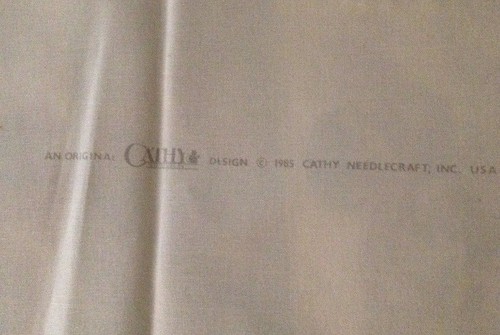 AN ORIGINAL CATHY DESIGN © 1985 CATHY NEEDLECRAFT, INC. USA